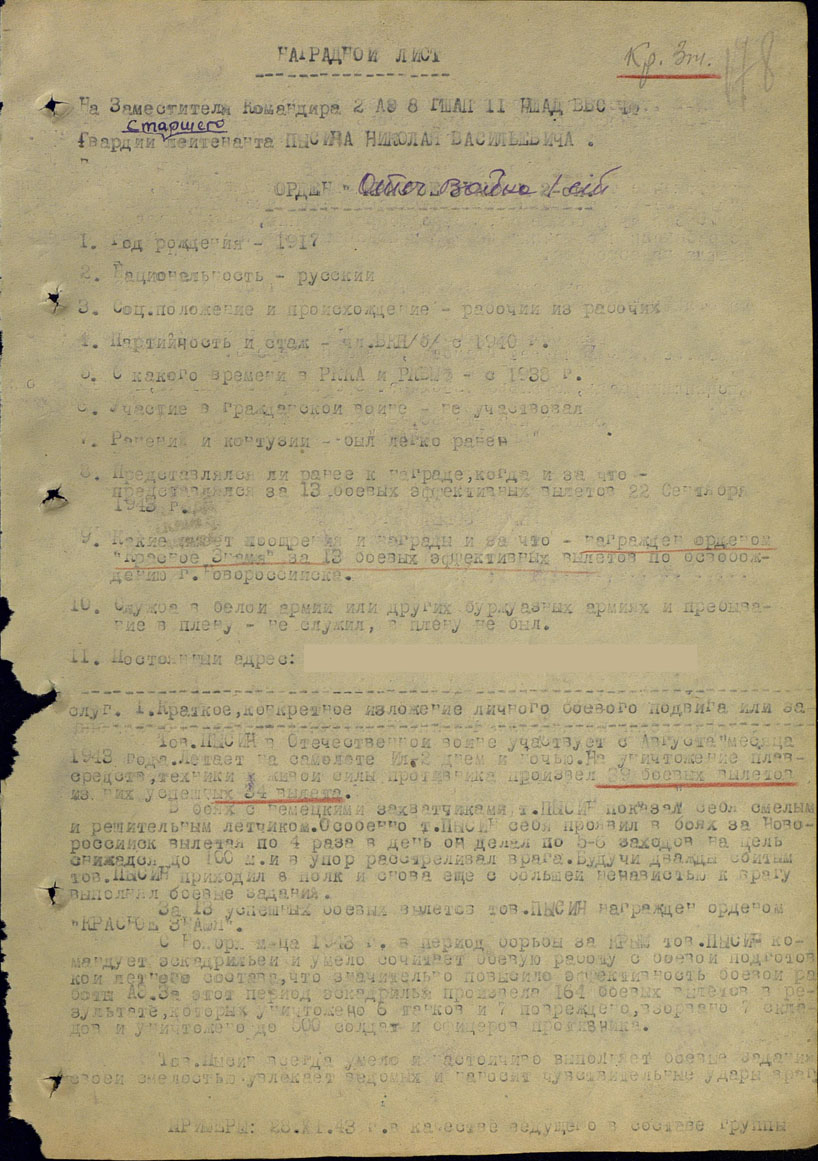 НАГРАДНОЙ ЛИСТ
Кр. Зн.
На Заместителя Командира 2 АЭ 8 ГШАП 11 ШАД ВВС ЧФ
старшего
Гвардии лейтенанта ПЫСИНА НИКОЛАЯ ВАСИЛЬЕВИЧА.
ОРДЕН " Отеч война 1 ст
1. Год рождения - 1917
2. Национальность - русский
3. Соц.положение и происхождение - рабочий из рабочих
4. Партийность и стаж - чл.ВКП/б/ с 1940 г.
5. С какого времени в РККА и РКВМФ - с 1938 г.
6. Участие в гражданской войне - не участвовал
7. Ранения и контузии - был легко ранен
8. Представлялся ли ранее к награде,когда и за что -
представлялся за 13 боевых эффективных вылетов 22 Сентября
1943 г.
9. Какие имеет поощрения и награды и за что - награжден орденом
"Красное Знамя" за 13 боевых эффективных вылетов по освобож-
дению г.Новороссийска.
10. Служба в белой армии или других буржуазных армиях и пребыва-
ние в плену - не служил, в плену не был.
11. Постоянный адрес:
слуг. 1.Краткое,конкретное изложение личного боевого подвига или за-
Тов.ПЫСИН в Отечественной войне участвует с Августа месяца
1943 года.Летает на самолете Ил-2 днем и ночью.На уничтожение плав-
средств,техники и живой силы противника произвел 39 боевых вылетов
из них успешных 34 вылета.
В боях с немецкими захватчиками т.ПЫСИН показал себя смелым
и решительным летчиком.Особенно т.ПЫСИН себя проявил в боях за Ново-
российск вылетая по 4 раза в день он делал по 5-6 заходов на цель
снижался до 100 м.и в упор расстреливал врага.Будучи дважды сбитым
тов.ПЫСИН приходил в полк и снова еще с большей ненавистью к врагу
выполнял боевые задания.
За 13 успешных боевых вылетов тов.ПЫСИН награжден орденом
"КРАСНОЕ ЗНАМЯ".
С Ноября м-ца 1943 г. в период борьбы за КРЫМ тов.ПЫСИН ко-
мандует эскадрильей и умело сочитает боевую работу с боевой подготов
кой летного состава,что значительно повысило эффективность боевой ра
боты АЭ.За этот период эскадрилья произвела 164 боевых вылетов в ре-
зультате,которых уничтожено 6 танков и 7 повреждено,взорвано 7 скла-
дов и уничтожено до 300 солдат и офицеров противника.
Тов.Пысин всегда умело и настойчиво выполняет боевые задания
своей смелостью увлекает ведомых и наносит чувствительные удары врагу
ПРИМЕРЫ: 28.XI.43 г.в качестве ведущего в составе группы